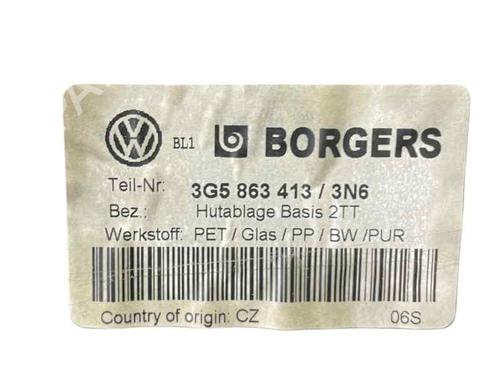 BL1 BORGERS
Teil-Nr: 3G5 863 413 / 3N6
Bez.: Hutablage Basis 2TT
Werkstoff: PET / Glas / PP / BW /PUR
Country of origin: CZ 06S